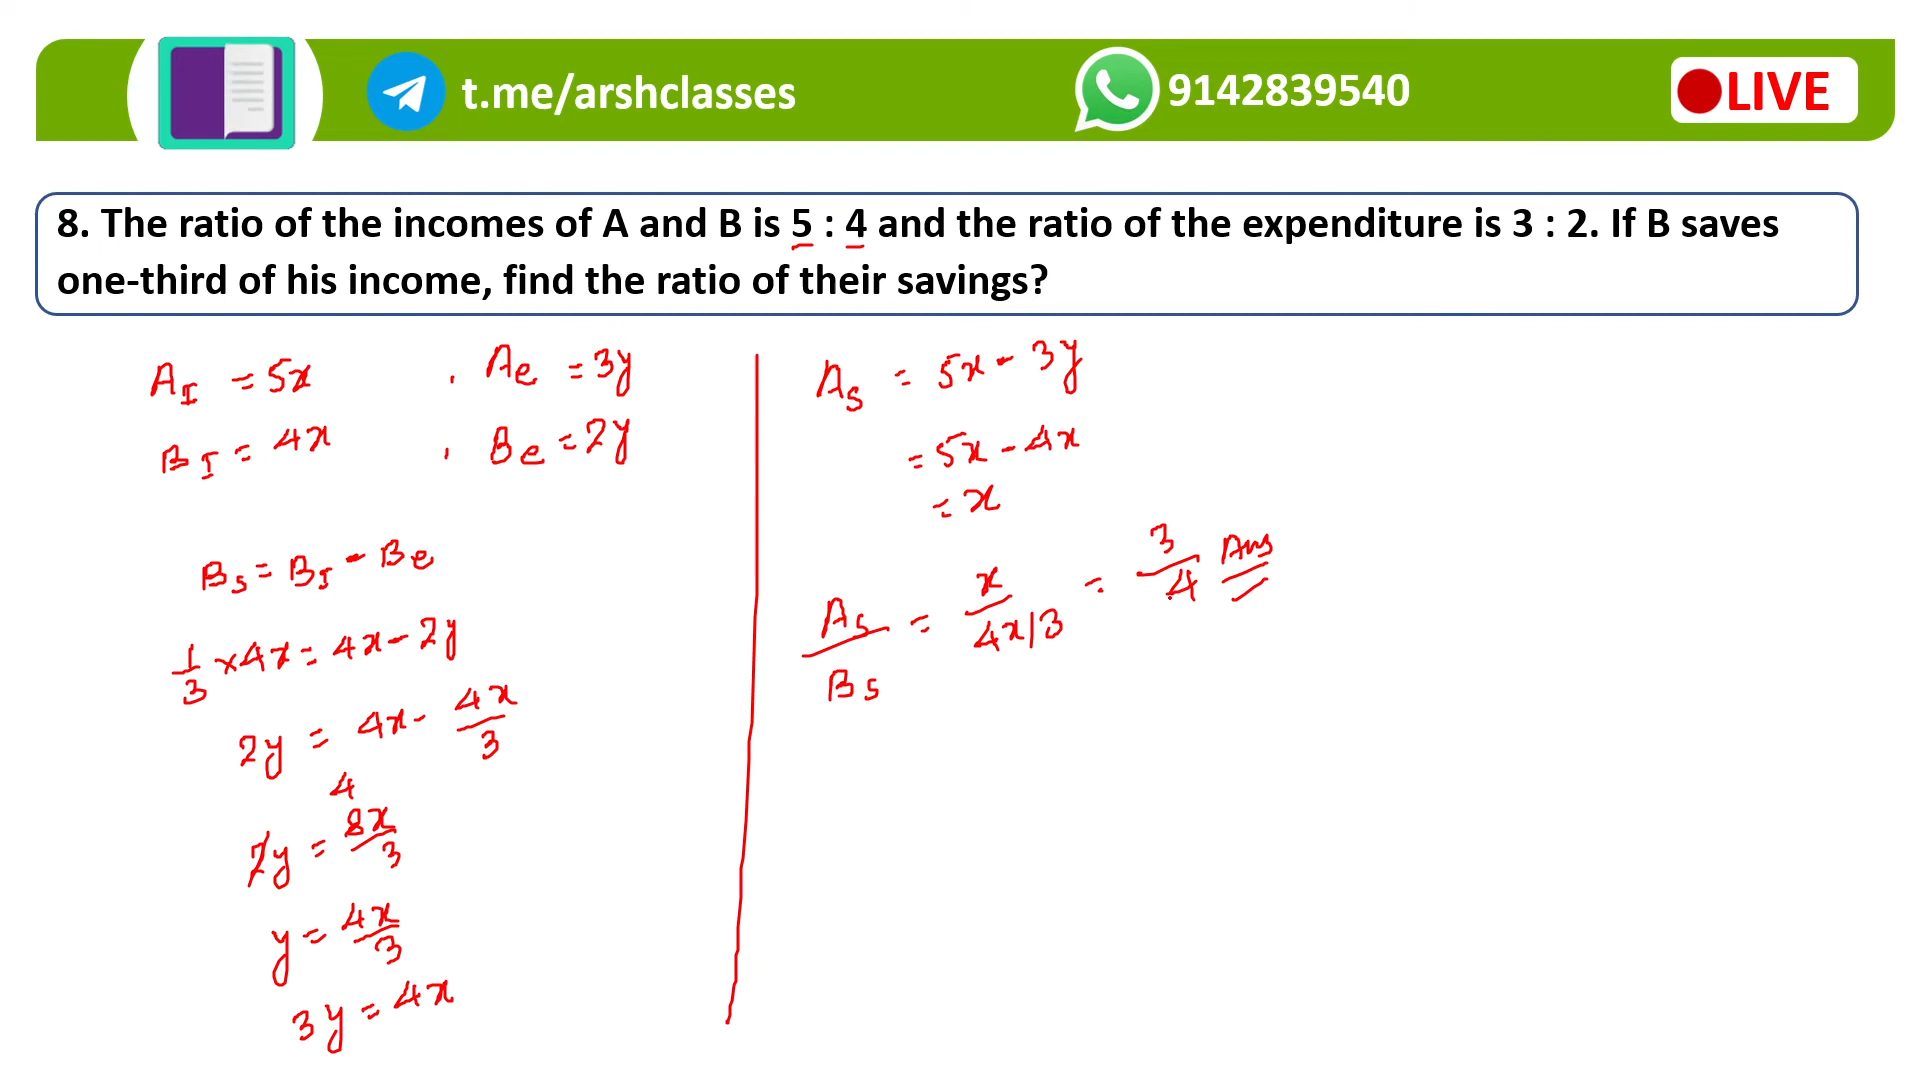 t.me/arshclasses
9142839540
LIVE
8. The ratio of the incomes of A and B is 5 : 4 and the ratio of the expenditure is 3 : 2. If B saves
one-third of his income, find the ratio of their savings?
A_I = 5x , A_e = 3y
B_I = 4x , B_e = 2y
B_s = B_I - B_e
1/3 × 4x = 4x - 2y
2y = 4x - 4x/3
4
2y = 8x/3
y = 4x/3
3y = 4x
A_s = 5x - 3y
= 5x - 4x
= x
A_s/B_s = x/4x/3 = 3/4 Ans